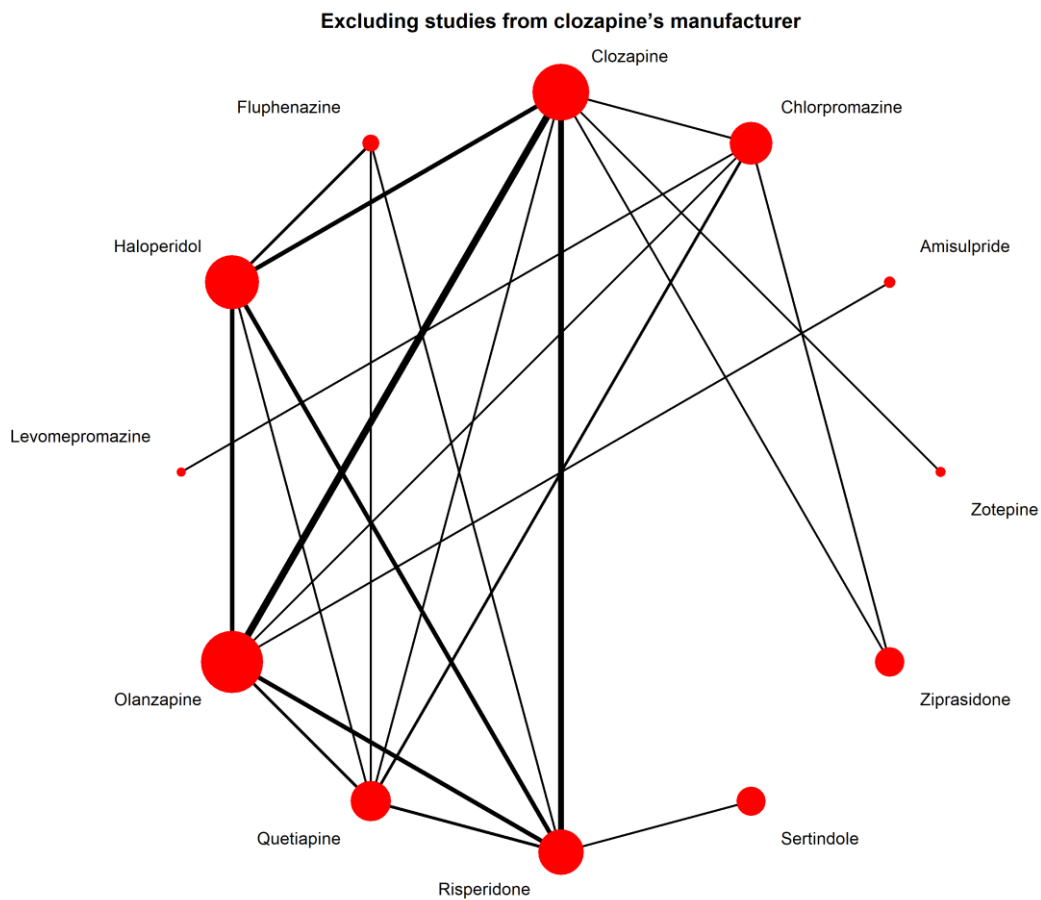 Excluding studies from clozapine’s manufacturer
Clozapine
Fluphenazine
Chlorpromazine
Haloperidol
Amisulpride
Levomepromazine
Zotepine
Olanzapine
Ziprasidone
Quetiapine
Sertindole
Risperidone